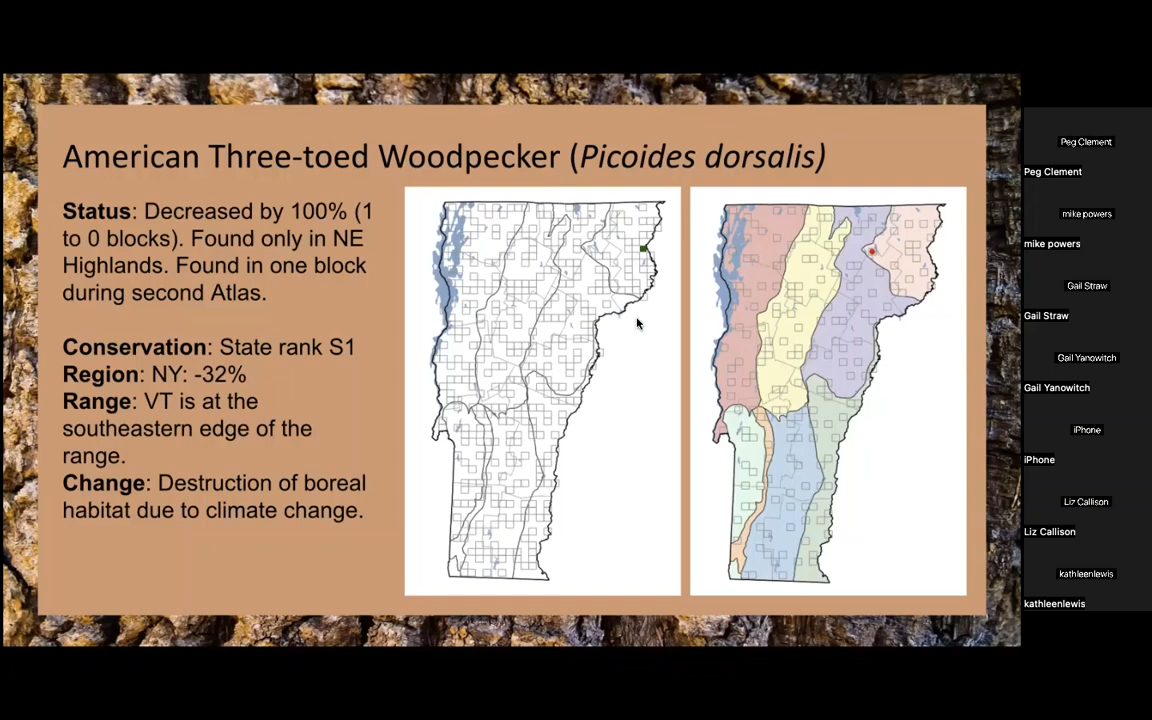 American Three-toed Woodpecker (Picoides dorsalis)
Status: Decreased by 100% (1
to 0 blocks). Found only in NE
Highlands. Found in one block
during second Atlas.
Conservation: State rank S1
Region: NY: -32%
Range: VT is at the
southeastern edge of the
range.
Change: Destruction of boreal
habitat due to climate change.
Peg Clement
Peg Clement
mike powers
mike powers
Gail Straw
Gail Straw
Gail Yanowitch
Gail Yanowitch
iPhone
iPhone
Liz Callison
Liz Callison
kathleenlewis
kathleenlewis